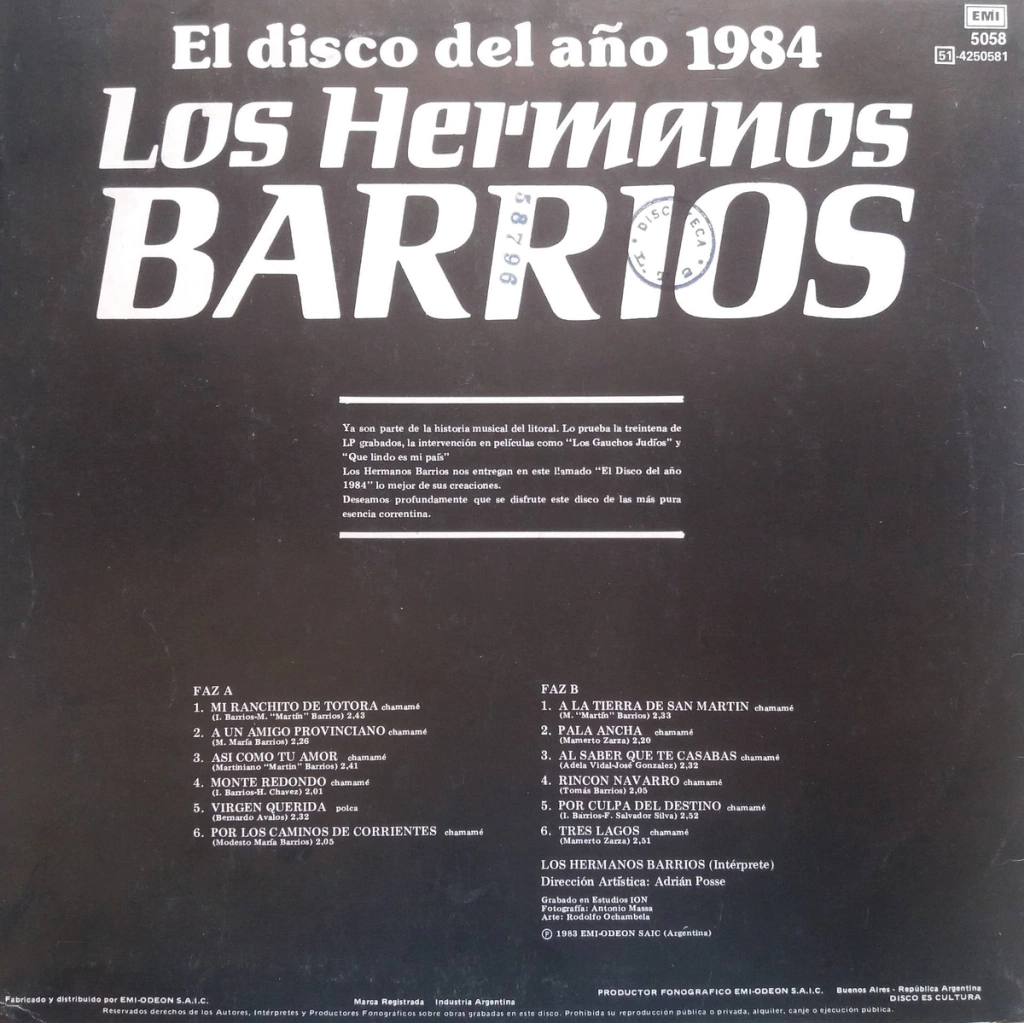 EMI
5058
51-4250581
El disco del año 1984
Los Hermanos
BARRIOS
58796
DISCOTECA
Ya son parte de la historia musical del litoral. Lo prueba la treintena de
LP grabados, la intervención en películas como "Los Gauchos Judíos" y
"Que lindo es mi país"
Los Hermanos Barrios nos entregan en este llamado "El Disco del año
1984" lo mejor de sus creaciones.
Deseamos profundamente que se disfrute este disco de las más pura
esencia correntina.
FAZ A
1. MI RANCHITO DE TOTORA chamamé
(I. Barrios-M. "Martín" Barrios) 2,43
2. A UN AMIGO PROVINCIANO chamamé
(M. María Barrios) 2,26
3. ASI COMO TU AMOR chamamé
(Martiniano "Martín" Barrios) 2,41
4. MONTE REDONDO chamamé
(I. Barrios-H. Chavez) 2,01
5. VIRGEN QUERIDA polca
(Bernardo Avalos) 2,32
6. POR LOS CAMINOS DE CORRIENTES chamamé
(Modesto María Barrios) 2,05
FAZ B
1. A LA TIERRA DE SAN MARTIN chamamé
(M. "Martín" Barrios) 2,33
2. PALA ANCHA chamamé
(Mamerto Zarza) 2,20
3. AL SABER QUE TE CASABAS chamamé
(Adela Vidal-José Gonzalez) 2,32
4. RINCON NAVARRO chamamé
(Tomás Barrios) 2,05
5. POR CULPA DEL DESTINO chamamé
(I. Barrios-F. Salvador Silva) 2,52
6. TRES LAGOS chamamé
(Mamerto Zarza) 2,51
LOS HERMANOS BARRIOS (Intérprete)
Dirección Artística: Adrián Posse
Grabado en Estudios ION
Fotografía: Antonio Massa
Arte: Rodolfo Ochambela
Ⓟ 1983 EMI-ODEON SAIC (Argentina)
Fabricado y distribuido por EMI-ODEON S.A.I.C.
Marca Registrada Industria Argentina
PRODUCTOR FONOGRAFICO EMI-ODEON S.A.I.C. Buenos Aires - República Argentina
DISCO ES CULTURA
Reservados derechos de los Autores, Intérpretes y Productores Fonográficos sobre obras grabadas en este disco. Prohibida su reproducción pública o privada, alquiler, canje o ejecución pública.